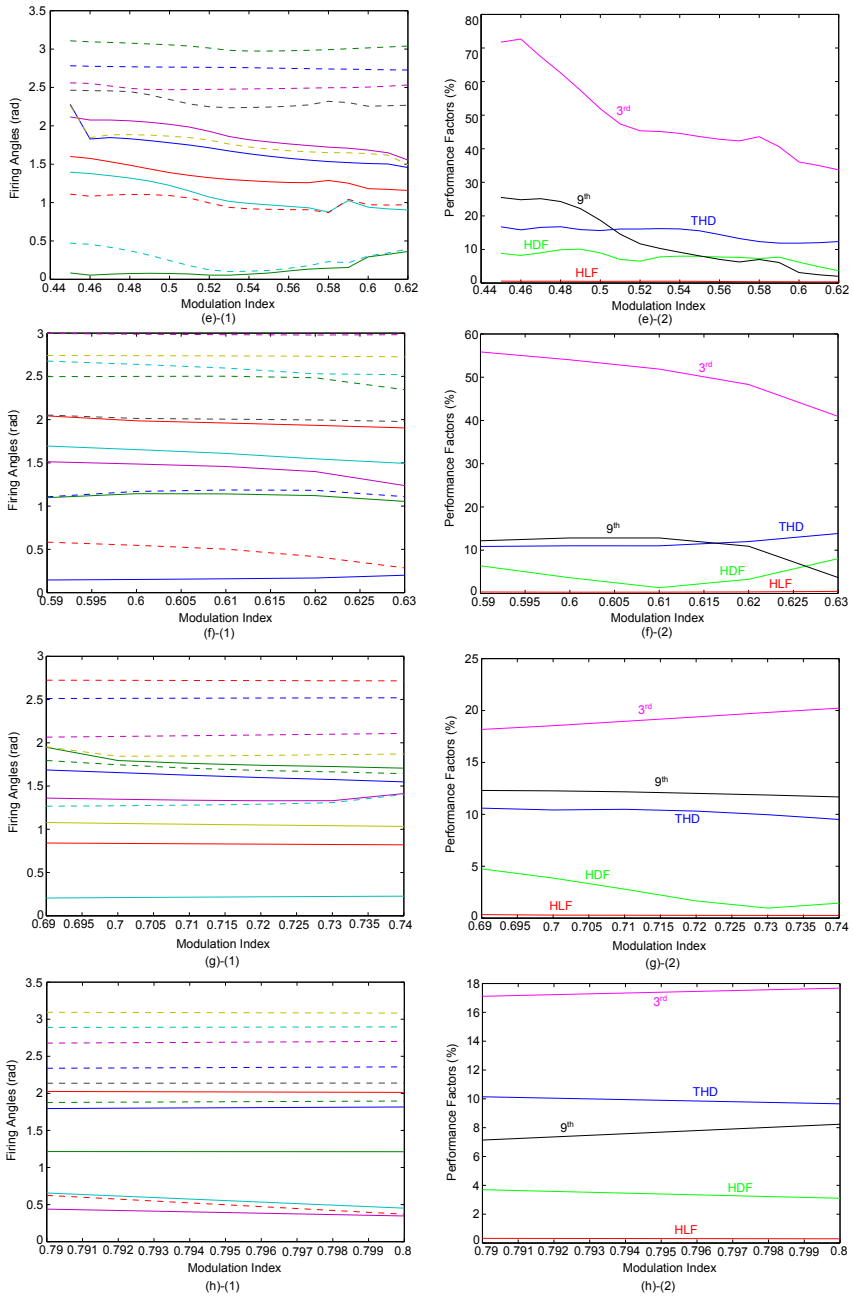 3.5
3
2.5
2
1.5
1
0.5
0
Firing Angles (rad)
0.44 0.46 0.48 0.5 0.52 0.54 0.56 0.58 0.6 0.62
Modulation Index
(e)-(1)
80
70
60
50
40
30
20
10
0
Performance Factors (%)
3rd
9th
THD
HDF
HLF
0.44 0.46 0.48 0.5 0.52 0.54 0.56 0.58 0.6 0.62
Modulation Index
(e)-(2)
3
2.5
2
1.5
1
0.5
0
Firing Angles (rad)
0.59 0.595 0.6 0.605 0.61 0.615 0.62 0.625 0.63
Modulation Index
(f)-(1)
60
50
40
30
20
10
0
Performance Factors (%)
3rd
9th
THD
HDF
HLF
0.59 0.595 0.6 0.605 0.61 0.615 0.62 0.625 0.63
Modulation Index
(f)-(2)
3
2.5
2
1.5
1
0.5
0
Firing Angles (rad)
0.69 0.695 0.7 0.705 0.71 0.715 0.72 0.725 0.73 0.735 0.74
Modulation Index
(g)-(1)
25
20
15
10
5
0
Performance Factors (%)
3rd
9th
THD
HDF
HLF
0.69 0.695 0.7 0.705 0.71 0.715 0.72 0.725 0.73 0.735 0.74
Modulation Index
(g)-(2)
3.5
3
2.5
2
1.5
1
0.5
0
Firing Angles (rad)
0.79 0.791 0.792 0.793 0.794 0.795 0.796 0.797 0.798 0.799 0.8
Modulation Index
(h)-(1)
18
16
14
12
10
8
6
4
2
0
Performance Factors (%)
3rd
THD
9th
HDF
HLF
0.79 0.791 0.792 0.793 0.794 0.795 0.796 0.797 0.798 0.799 0.8
Modulation Index
(h)-(2)